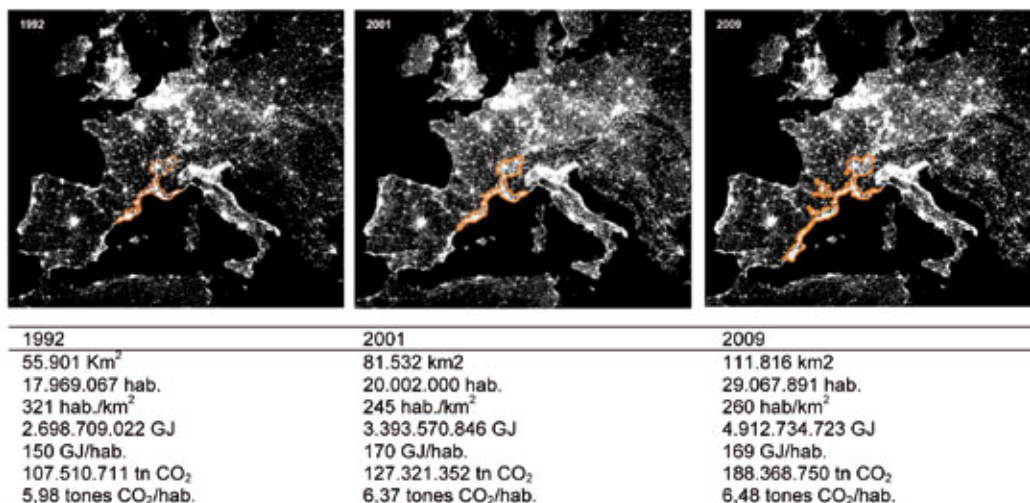 1992 2001 2009
1992 2001 2009
55.901 Km² 81.532 km2 111.816 km2
17.969.067 hab. 20.002.000 hab. 29.067.891 hab.
321 hab./km² 245 hab./km² 260 hab/km²
2.698.709.022 GJ 3.393.570.846 GJ 4.912.734.723 GJ
150 GJ/hab. 170 GJ/hab. 169 GJ/hab.
107.510.711 tn CO₂ 127.321.352 tn CO₂ 188.368.750 tn CO₂
5,98 tones CO₂/hab. 6,37 tones CO₂/hab. 6,48 tones CO₂/hab.